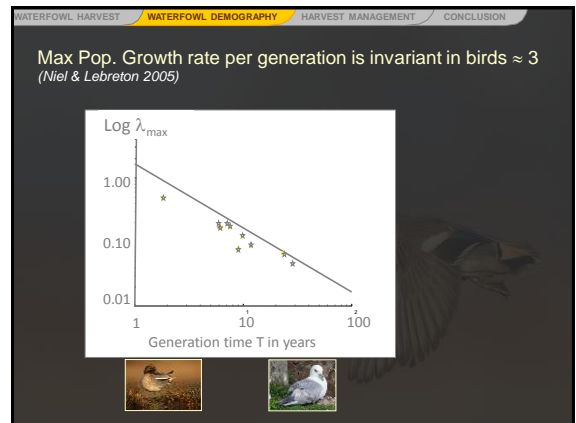 WATERFOWL HARVEST WATERFOWL DEMOGRAPHY HARVEST MANAGEMENT CONCLUSION
Max Pop. Growth rate per generation is invariant in birds ≈ 3
(Niel & Lebreton 2005)
Log λmax
1.00
0.10
0.01
1 10 100
Generation time T in years